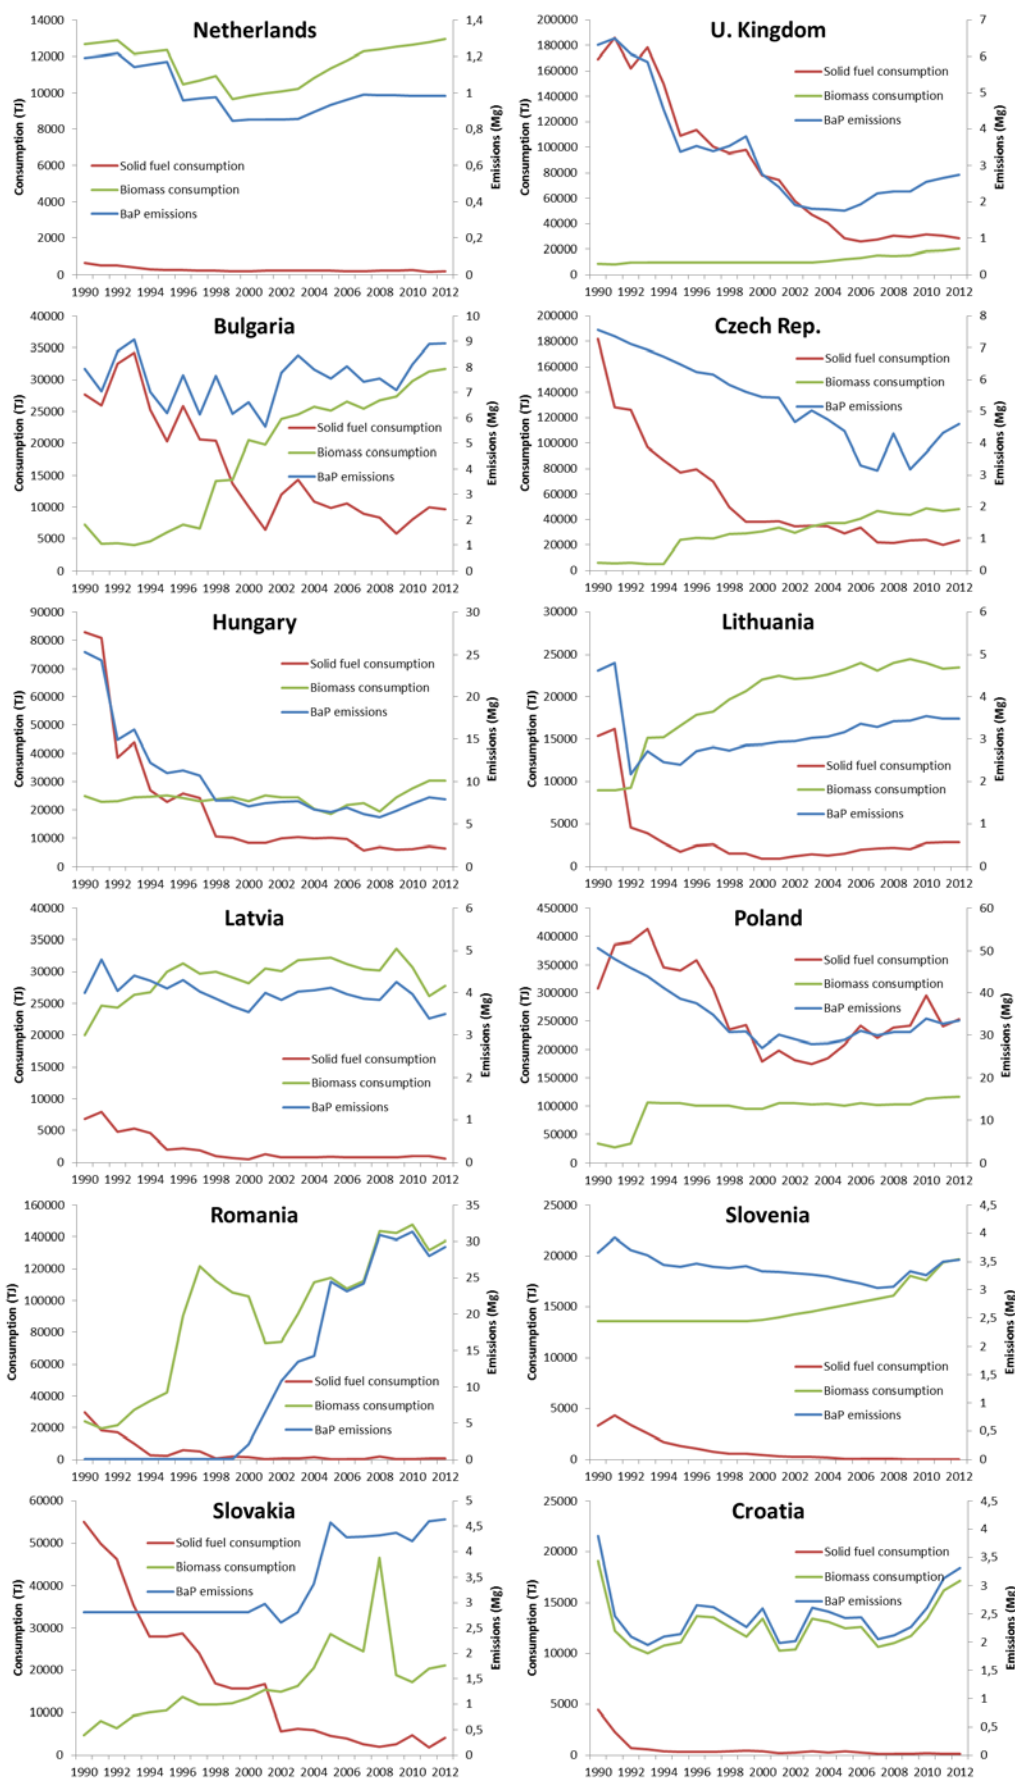 Netherlands
Consumption (TJ)
14000
12000
10000
8000
6000
4000
2000
0
Solid fuel consumption
Biomass consumption
BaP emissions
1,4
1,2
1
0,8
0,6
0,4
0,2
0
Emissions (Mg)
1990 1992 1994 1996 1998 2000 2002 2004 2006 2008 2010 2012
U. Kingdom
Consumption (TJ)
200000
180000
160000
140000
120000
100000
80000
60000
40000
20000
0
Solid fuel consumption
Biomass consumption
BaP emissions
7
6
5
4
3
2
1
0
Emissions (Mg)
1990 1992 1994 1996 1998 2000 2002 2004 2006 2008 2010 2012
Bulgaria
Consumption (TJ)
40000
35000
30000
25000
20000
15000
10000
5000
0
Solid fuel consumption
Biomass consumption
BaP emissions
10
9
8
7
6
5
4
3
2
1
0
Emissions (Mg)
1990 1992 1994 1996 1998 2000 2002 2004 2006 2008 2010 2012
Czech Rep.
Consumption (TJ)
200000
180000
160000
140000
120000
100000
80000
60000
40000
20000
0
Solid fuel consumption
Biomass consumption
BaP emissions
8
7
6
5
4
3
2
1
0
Emissions (Mg)
1990 1992 1994 1996 1998 2000 2002 2004 2006 2008 2010 2012
Hungary
Consumption (TJ)
90000
80000
70000
60000
50000
40000
30000
20000
10000
0
Solid fuel consumption
Biomass consumption
BaP emissions
30
25
20
15
10
5
0
Emissions (Mg)
1990 1992 1994 1996 1998 2000 2002 2004 2006 2008 2010 2012
Lithuania
Consumption (TJ)
30000
25000
20000
15000
10000
5000
0
Solid fuel consumption
Biomass consumption
BaP emissions
6
5
4
3
2
1
0
Emissions (Mg)
1990 1992 1994 1996 1998 2000 2002 2004 2006 2008 2010 2012
Latvia
Consumption (TJ)
40000
35000
30000
25000
20000
15000
10000
5000
0
Solid fuel consumption
Biomass consumption
BaP emissions
6
5
4
3
2
1
0
Emissions (Mg)
1990 1992 1994 1996 1998 2000 2002 2004 2006 2008 2010 2012
Poland
Consumption (TJ)
450000
400000
350000
300000
250000
200000
150000
100000
50000
0
Solid fuel consumption
Biomass consumption
BaP emissions
60
50
40
30
20
10
0
Emissions (Mg)
1990 1992 1994 1996 1998 2000 2002 2004 2006 2008 2010 2012
Romania
Consumption (TJ)
160000
140000
120000
100000
80000
60000
40000
20000
0
Solid fuel consumption
Biomass consumption
BaP emissions
35
30
25
20
15
10
5
0
Emissions (Mg)
1990 1992 1994 1996 1998 2000 2002 2004 2006 2008 2010 2012
Slovenia
Consumption (TJ)
25000
20000
15000
10000
5000
0
Solid fuel consumption
Biomass consumption
BaP emissions
4,5
4
3,5
3
2,5
2
1,5
1
0,5
0
Emissions (Mg)
1990 1992 1994 1996 1998 2000 2002 2004 2006 2008 2010 2012
Slovakia
Consumption (TJ)
60000
50000
40000
30000
20000
10000
0
Solid fuel consumption
Biomass consumption
BaP emissions
5
4,5
4
3,5
3
2,5
2
1,5
1
0,5
0
Emissions (Mg)
1990 1992 1994 1996 1998 2000 2002 2004 2006 2008 2010 2012
Croatia
Consumption (TJ)
25000
20000
15000
10000
5000
0
Solid fuel consumption
Biomass consumption
BaP emissions
4,5
4
3,5
3
2,5
2
1,5
1
0,5
0
Emissions (Mg)
1990 1992 1994 1996 1998 2000 2002 2004 2006 2008 2010 2012